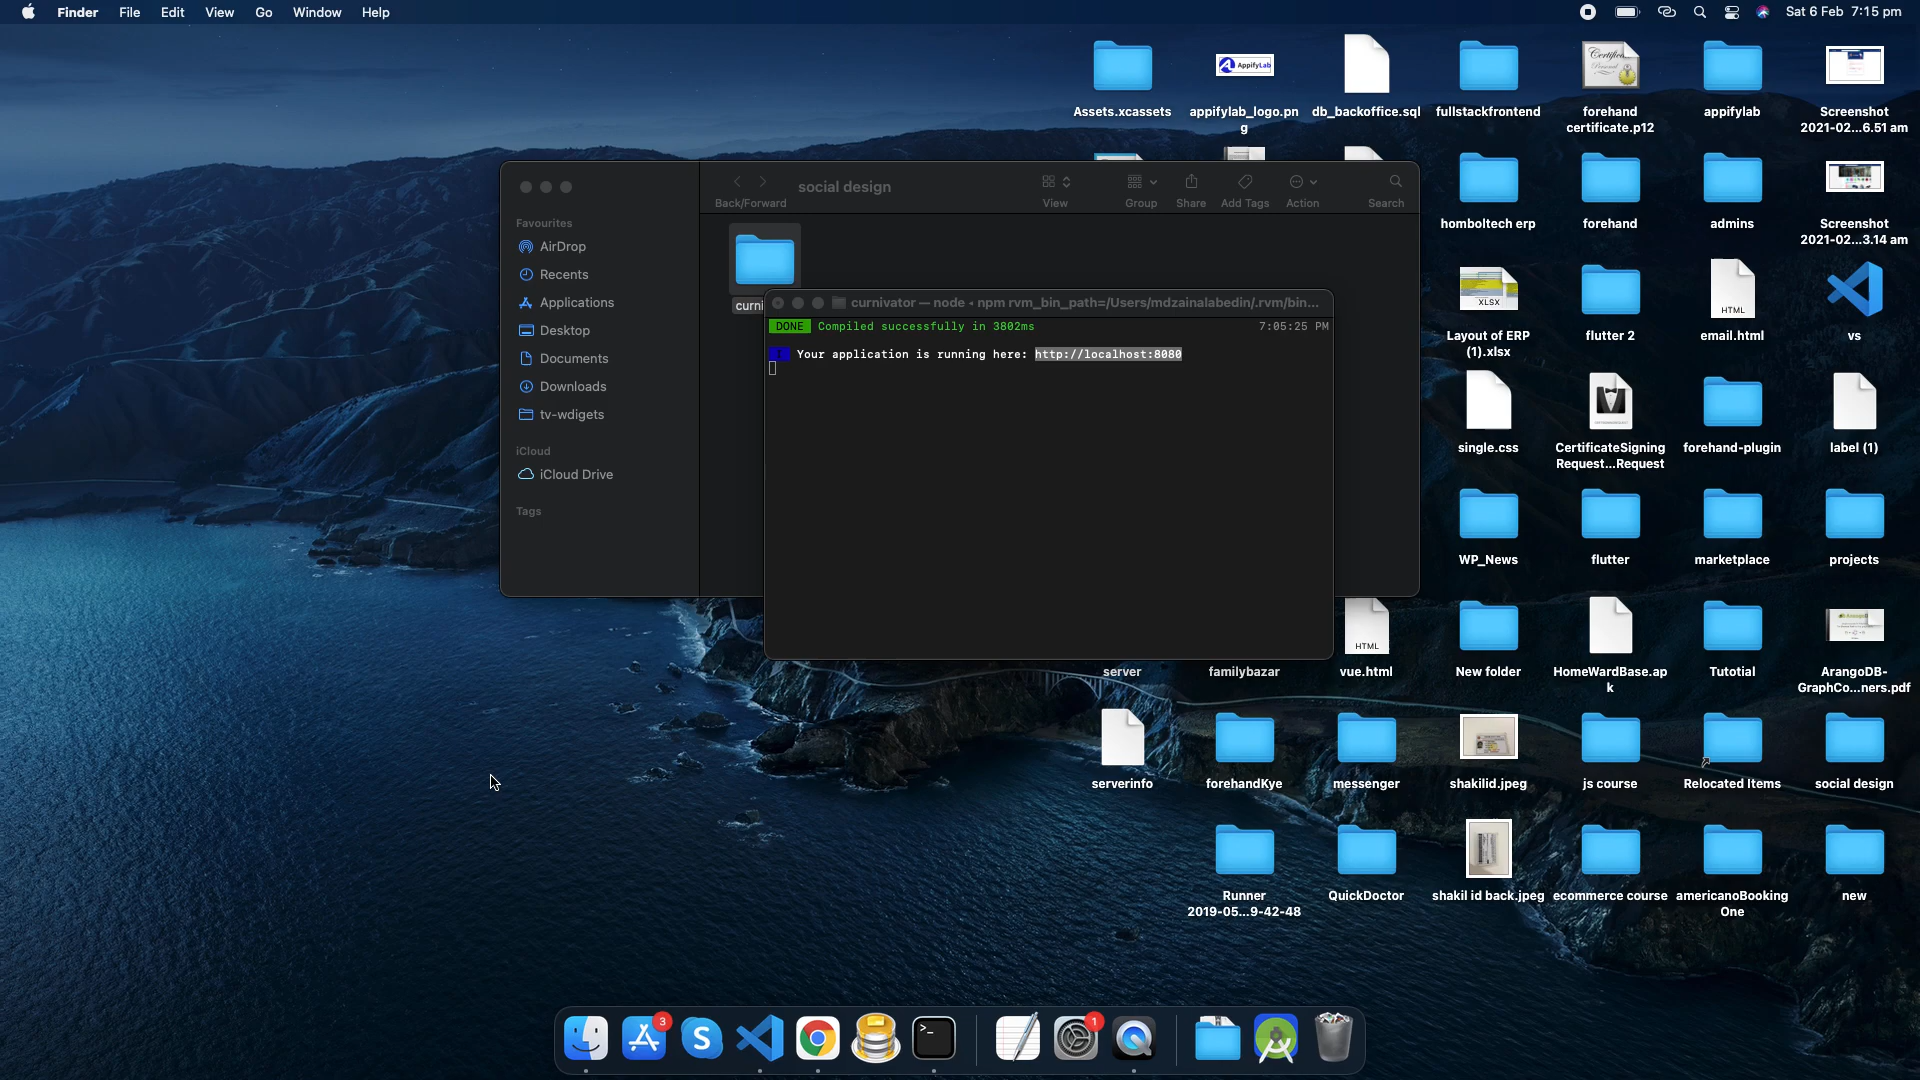 Finder File Edit View Go Window Help
Sat 6 Feb 7:15 pm
Assets.xcassets
AppifyLab
appifylab_logo.pn
g
db_backoffice.sql
fullstackfrontend
forehand
certificate.p12
appifylab
Screenshot
2021-02...6.51 am
social design
Back/Forward
View
Group
Share
Add Tags
Action
Search
Favourites
AirDrop
Recents
Applications
Desktop
Documents
Downloads
tv-wdigets
iCloud
iCloud Drive
Tags
curni
curnivator — node ◂ npm rvm_bin_path=/Users/mdzainalabedin/.rvm/bin...
DONE Compiled successfully in 3802ms
7:05:25 PM
Your application is running here: http://localhost:8080
homboltech erp
forehand
admins
Screenshot
2021-02...3.14 am
XLSX
Layout of ERP
(1).xlsx
flutter 2
HTML
email.html
vs
single.css
CertificateSigning
Request...Request
forehand-plugin
label (1)
WP_News
flutter
marketplace
projects
server
familybazar
HTML
vue.html
New folder
HomeWardBase.ap
k
Tutotial
ArangoDB-
GraphCo...ners.pdf
serverinfo
forehandKye
messenger
shakilid.jpeg
js course
Relocated Items
social design
Runner
2019-05...9-42-48
QuickDoctor
shakil id back.jpeg
ecommerce course
americanoBooking
One
new
3
1